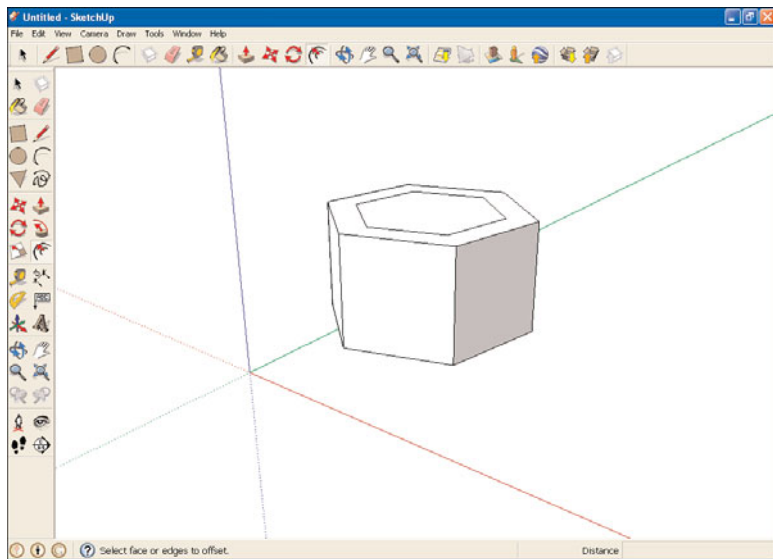 Untitled - SketchUp
File Edit View Camera Draw Tools Window Help
Select face or edges to offset.
Distance